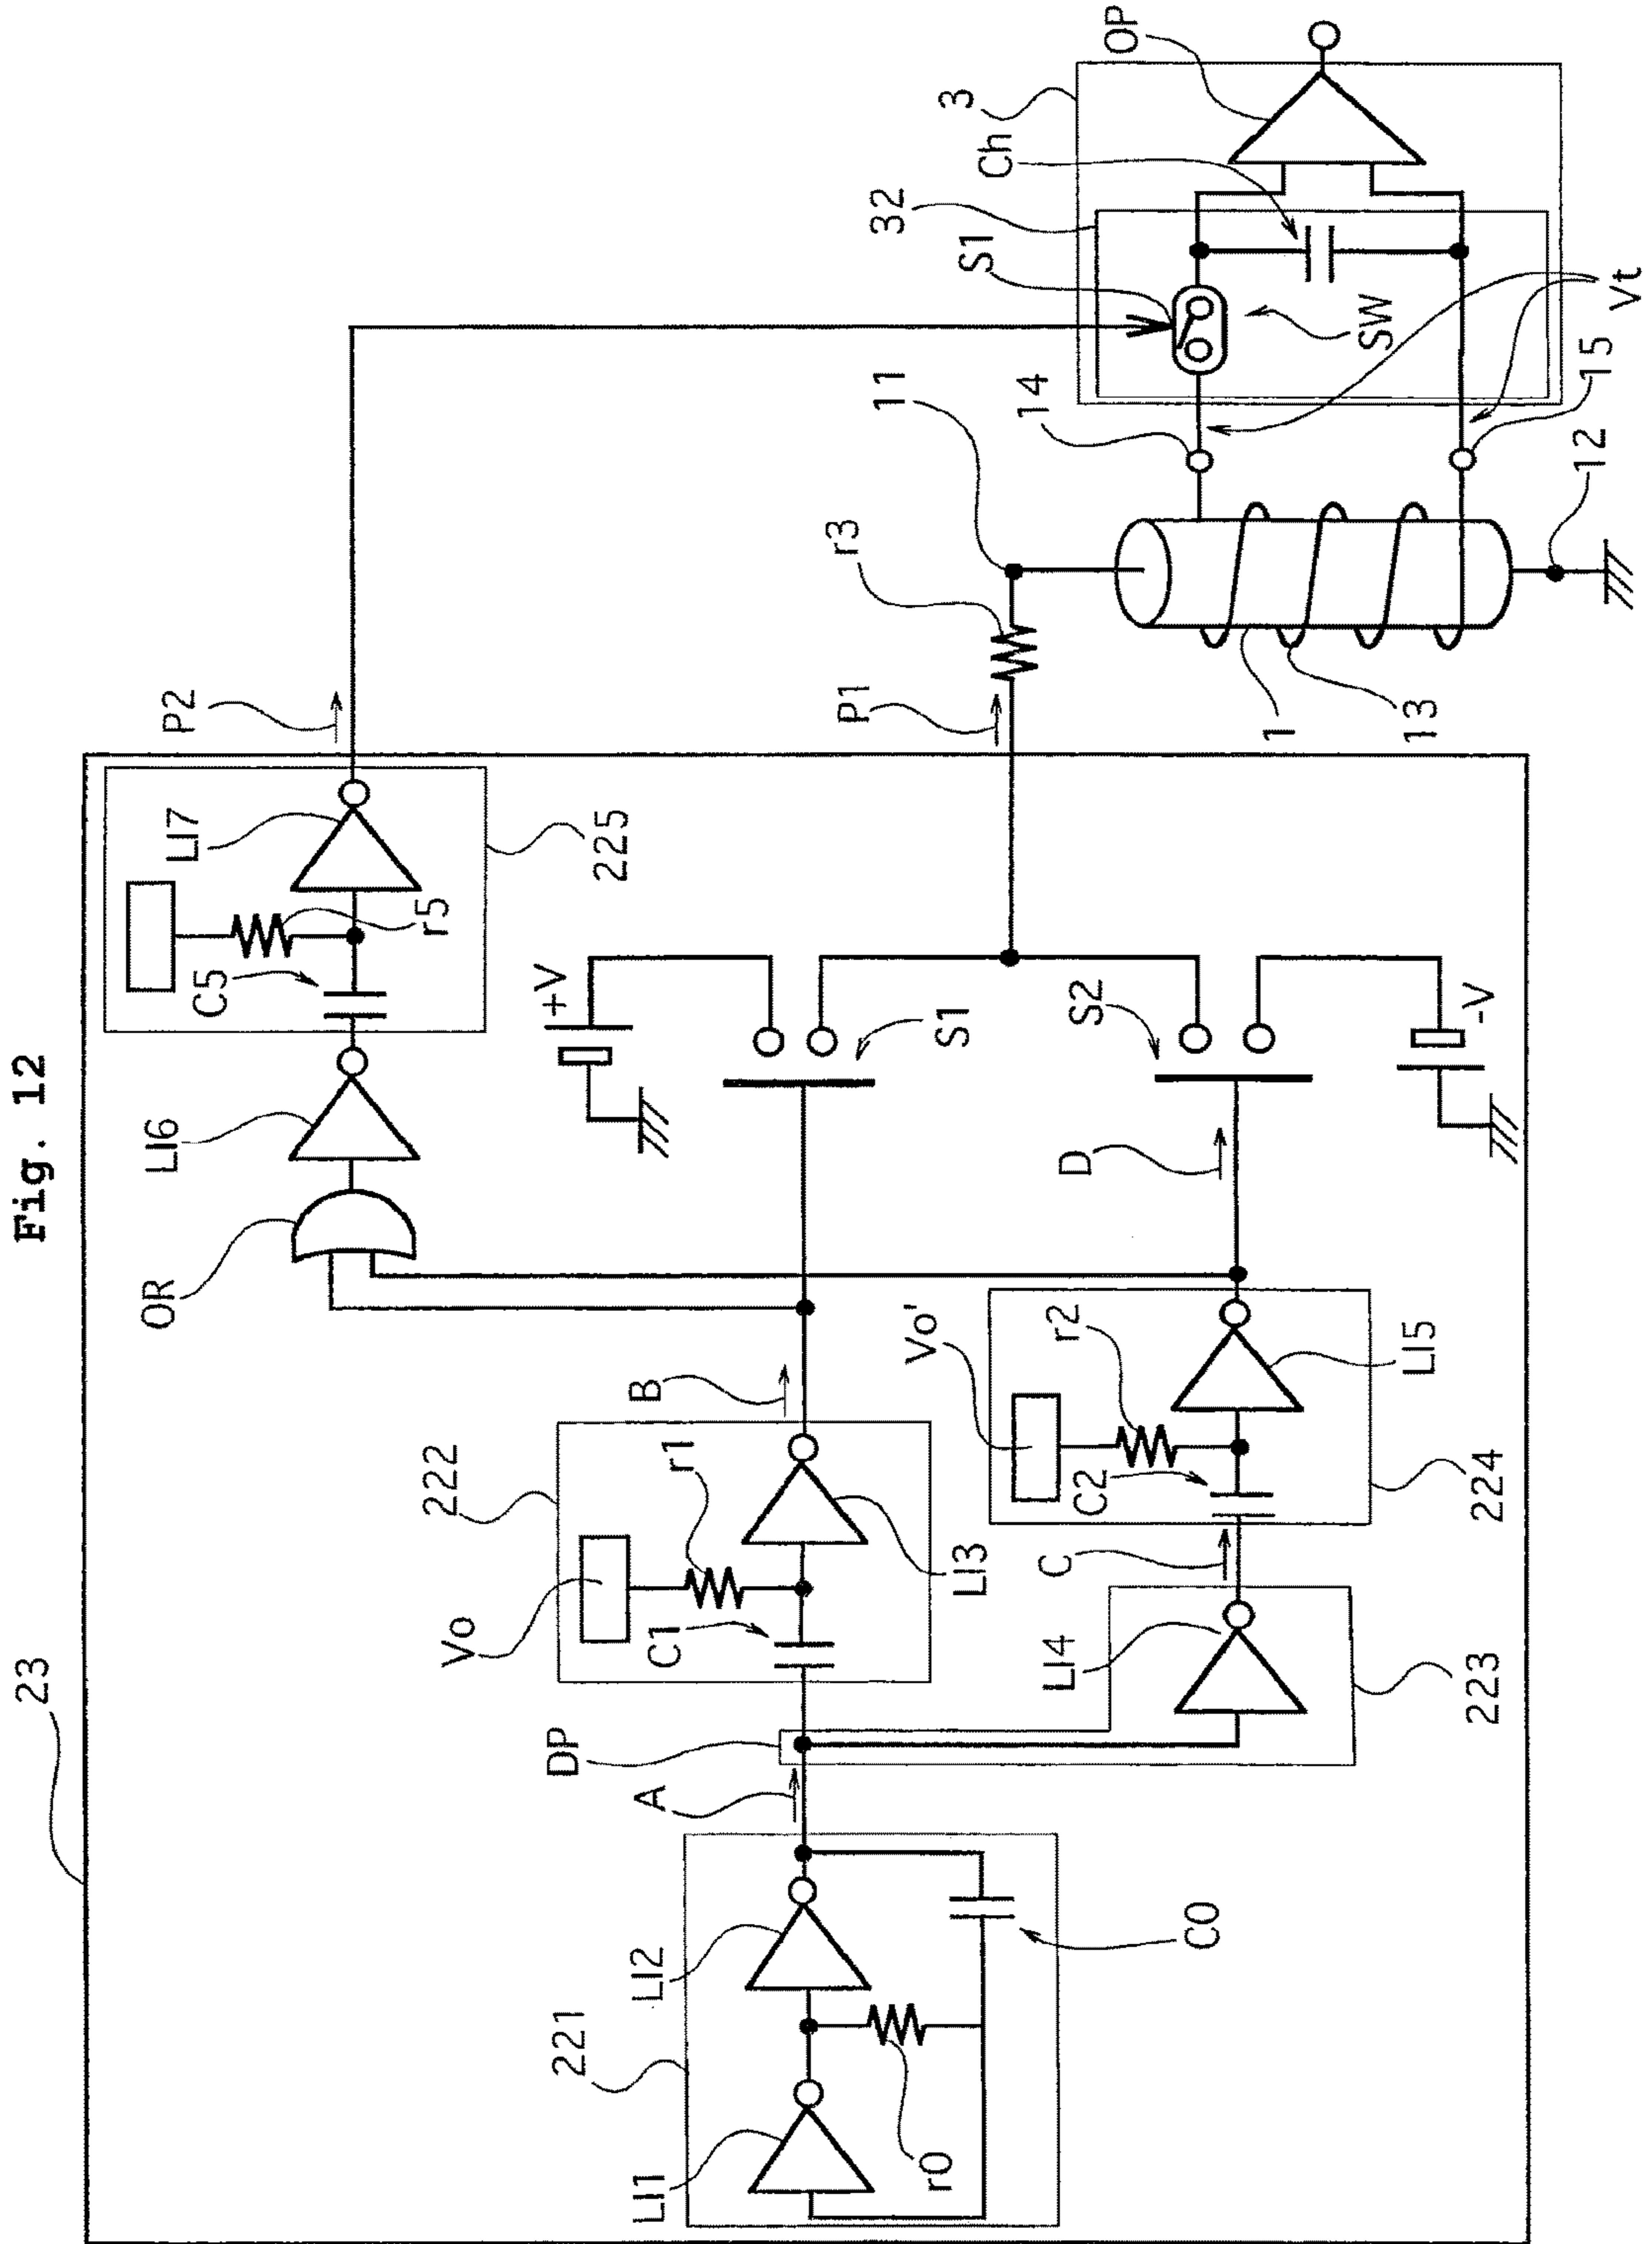 Fig. 12
23
OR
LI6
C5
r5
LI7
225
P2
+V
S1
S2
-V
D
B
222
r1
Vo
C1
LI3
Vo'
r2
C2
LI5
224
C
LI4
223
DP
A
221
LI2
LI1
r0
C0
P1
r3
11
1
13
12
14
15
Vt
SW
S1
32
Ch
3
OP